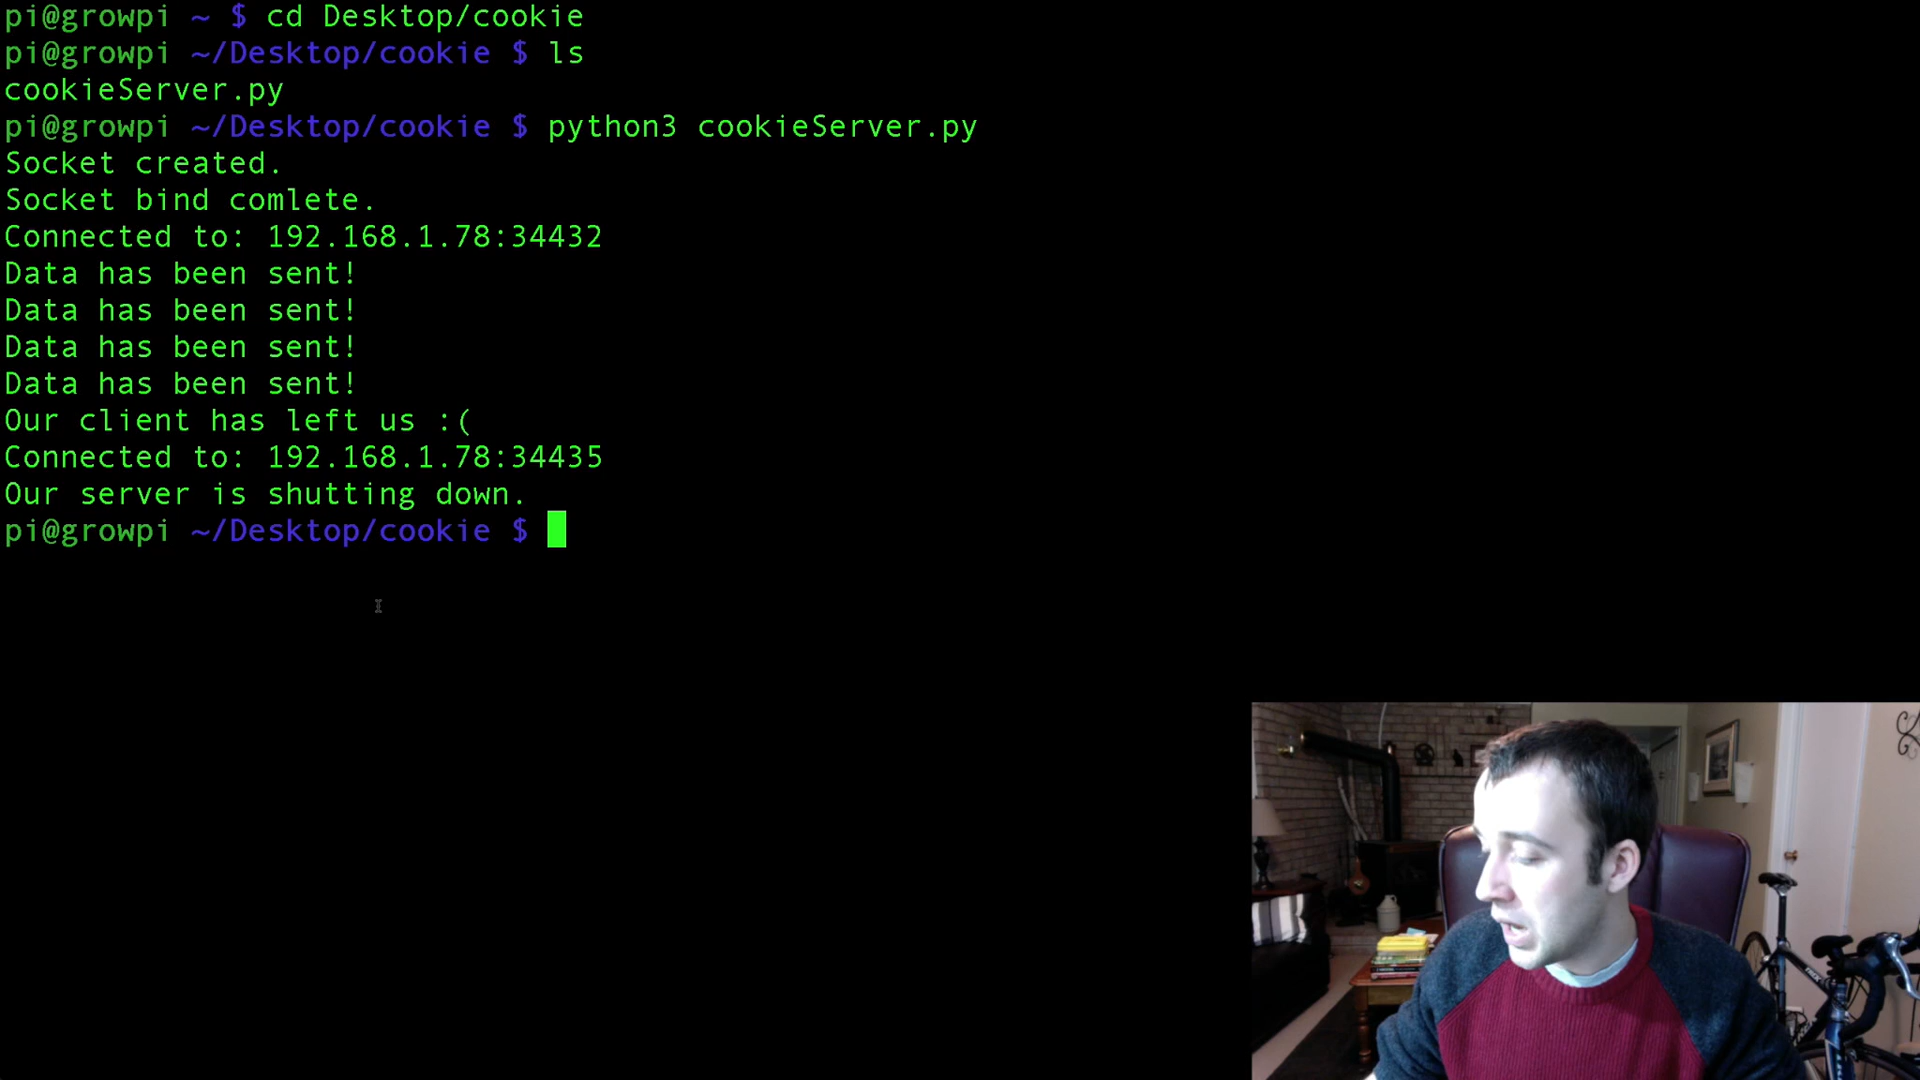 pi@growpi ~ $ cd Desktop/cookie
pi@growpi ~/Desktop/cookie $ ls
cookieServer.py
pi@growpi ~/Desktop/cookie $ python3 cookieServer.py
Socket created.
Socket bind comlete.
Connected to: 192.168.1.78:34432
Data has been sent!
Data has been sent!
Data has been sent!
Data has been sent!
Our client has left us :(
Connected to: 192.168.1.78:34435
Our server is shutting down.
pi@growpi ~/Desktop/cookie $